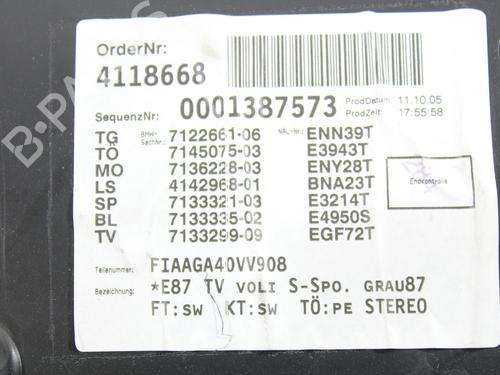 OrderNr:
4118668
SequenzNr: 0001387573 ProdDatum: 11.10.05
ProdZeit: 17:55:58
TG BMW-Sachnr.: 7122661-06 NAL-Nr.: ENN39T
TÖ 7145075-03 E3943T
MO 7136228-03 ENY28T
LS 4142968-01 BNA23T
SP 7133321-03 E3214T
BL 7133335-02 E4950S
TV 7133299-09 EGF72T
Endkontrolle
Teilenummer: FIAAGA40VV908
Bezeichnung: *E87 TV VOLI S-SPO. GRAU87
FT:SW KT:SW TÖ:PE STEREO